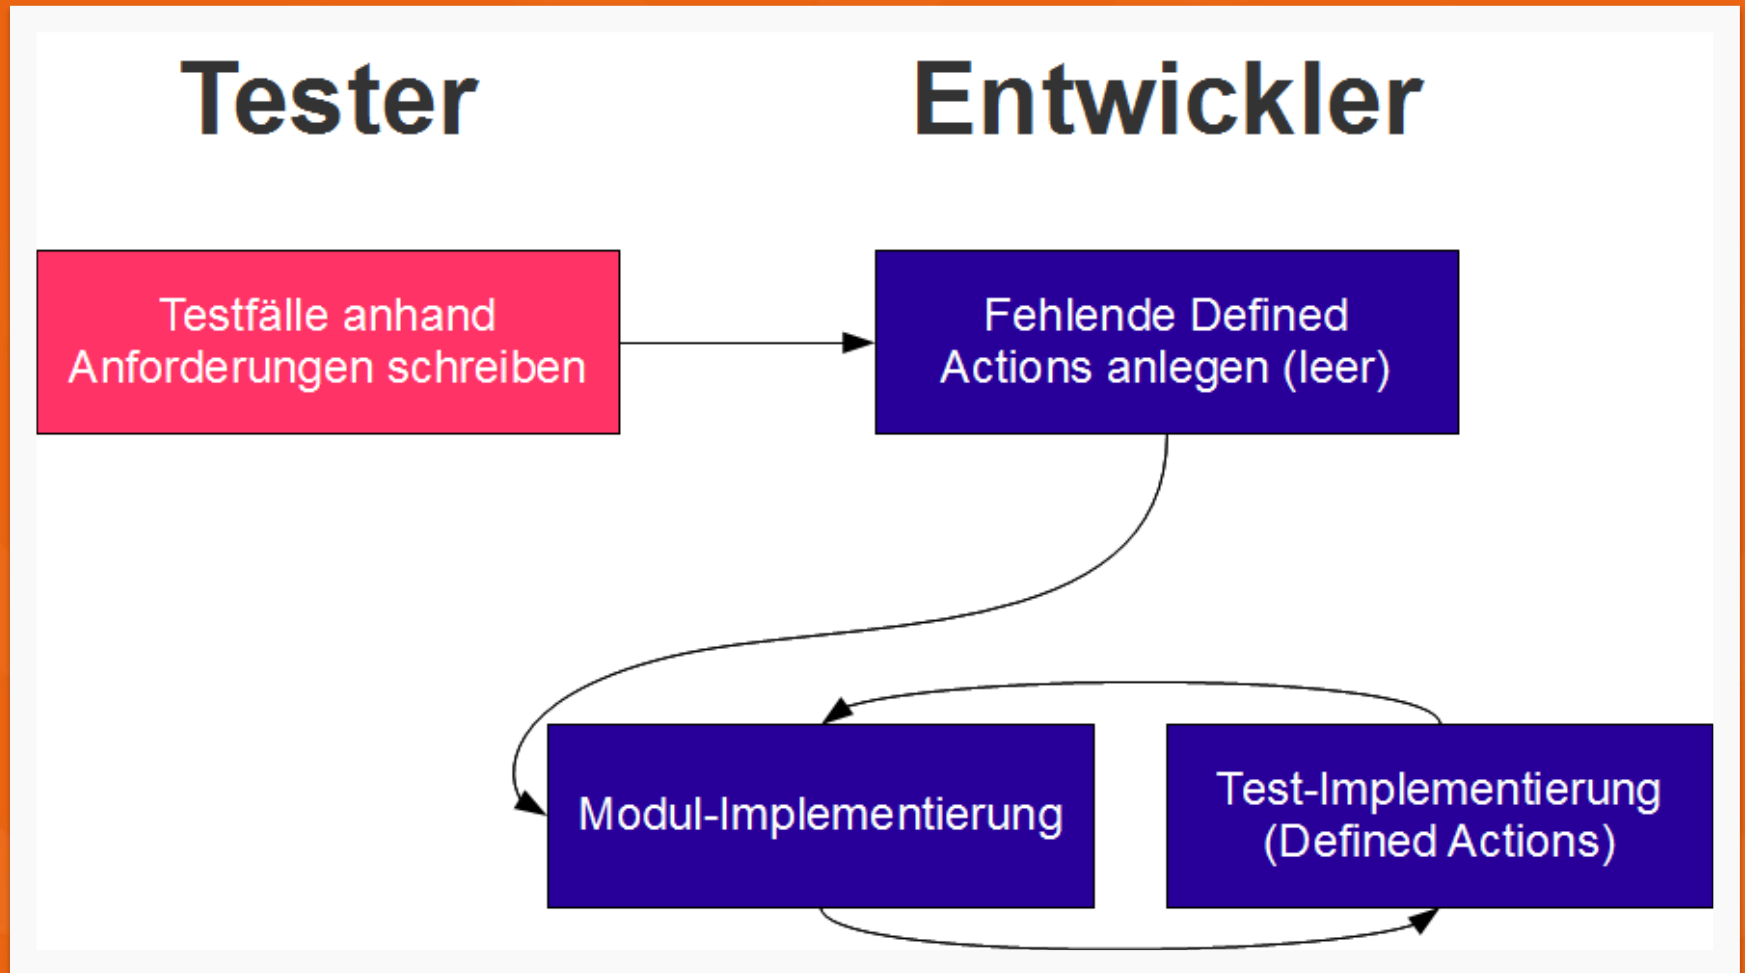 Tester
Entwickler
Testfälle anhand
Anforderungen schreiben
Fehlende Defined
Actions anlegen (leer)
Modul-Implementierung
Test-Implementierung
(Defined Actions)